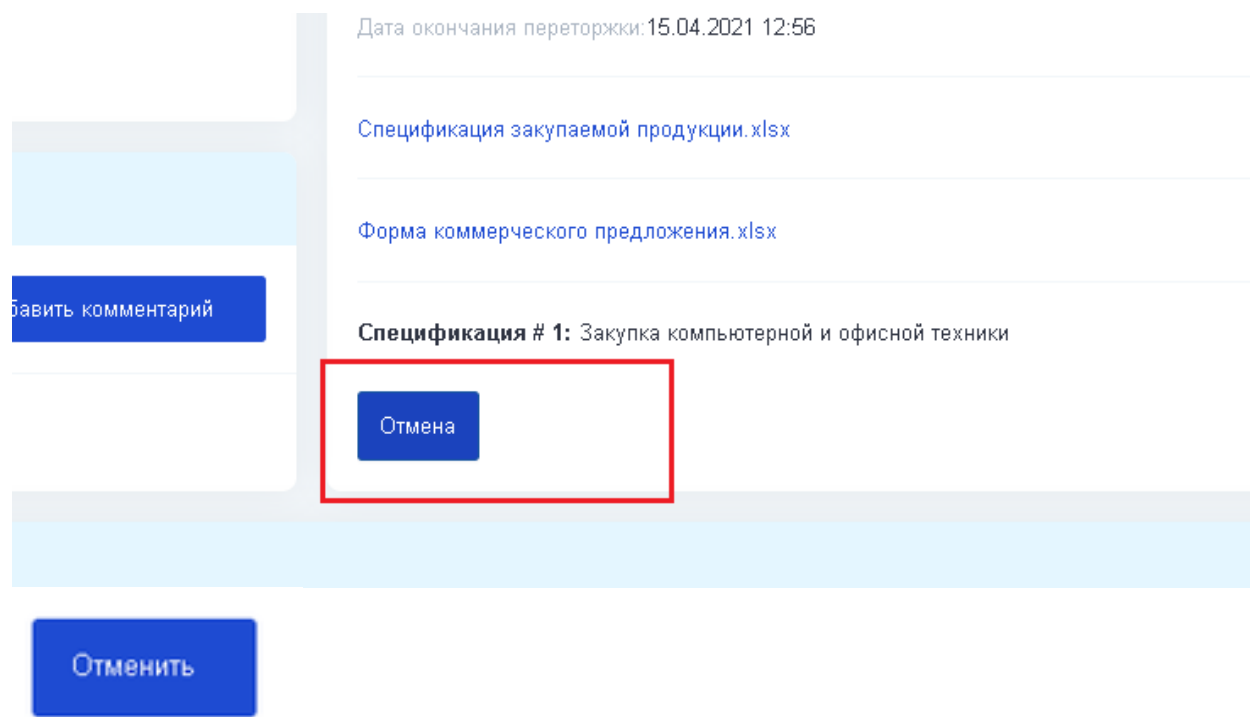 Дата окончания переторжки:15.04.2021 12:56
Спецификация закупаемой продукции.xlsx
Форма коммерческого предложения.xlsx
бавить комментарий
Спецификация # 1: Закупка компьютерной и офисной техники
Отмена
Отменить